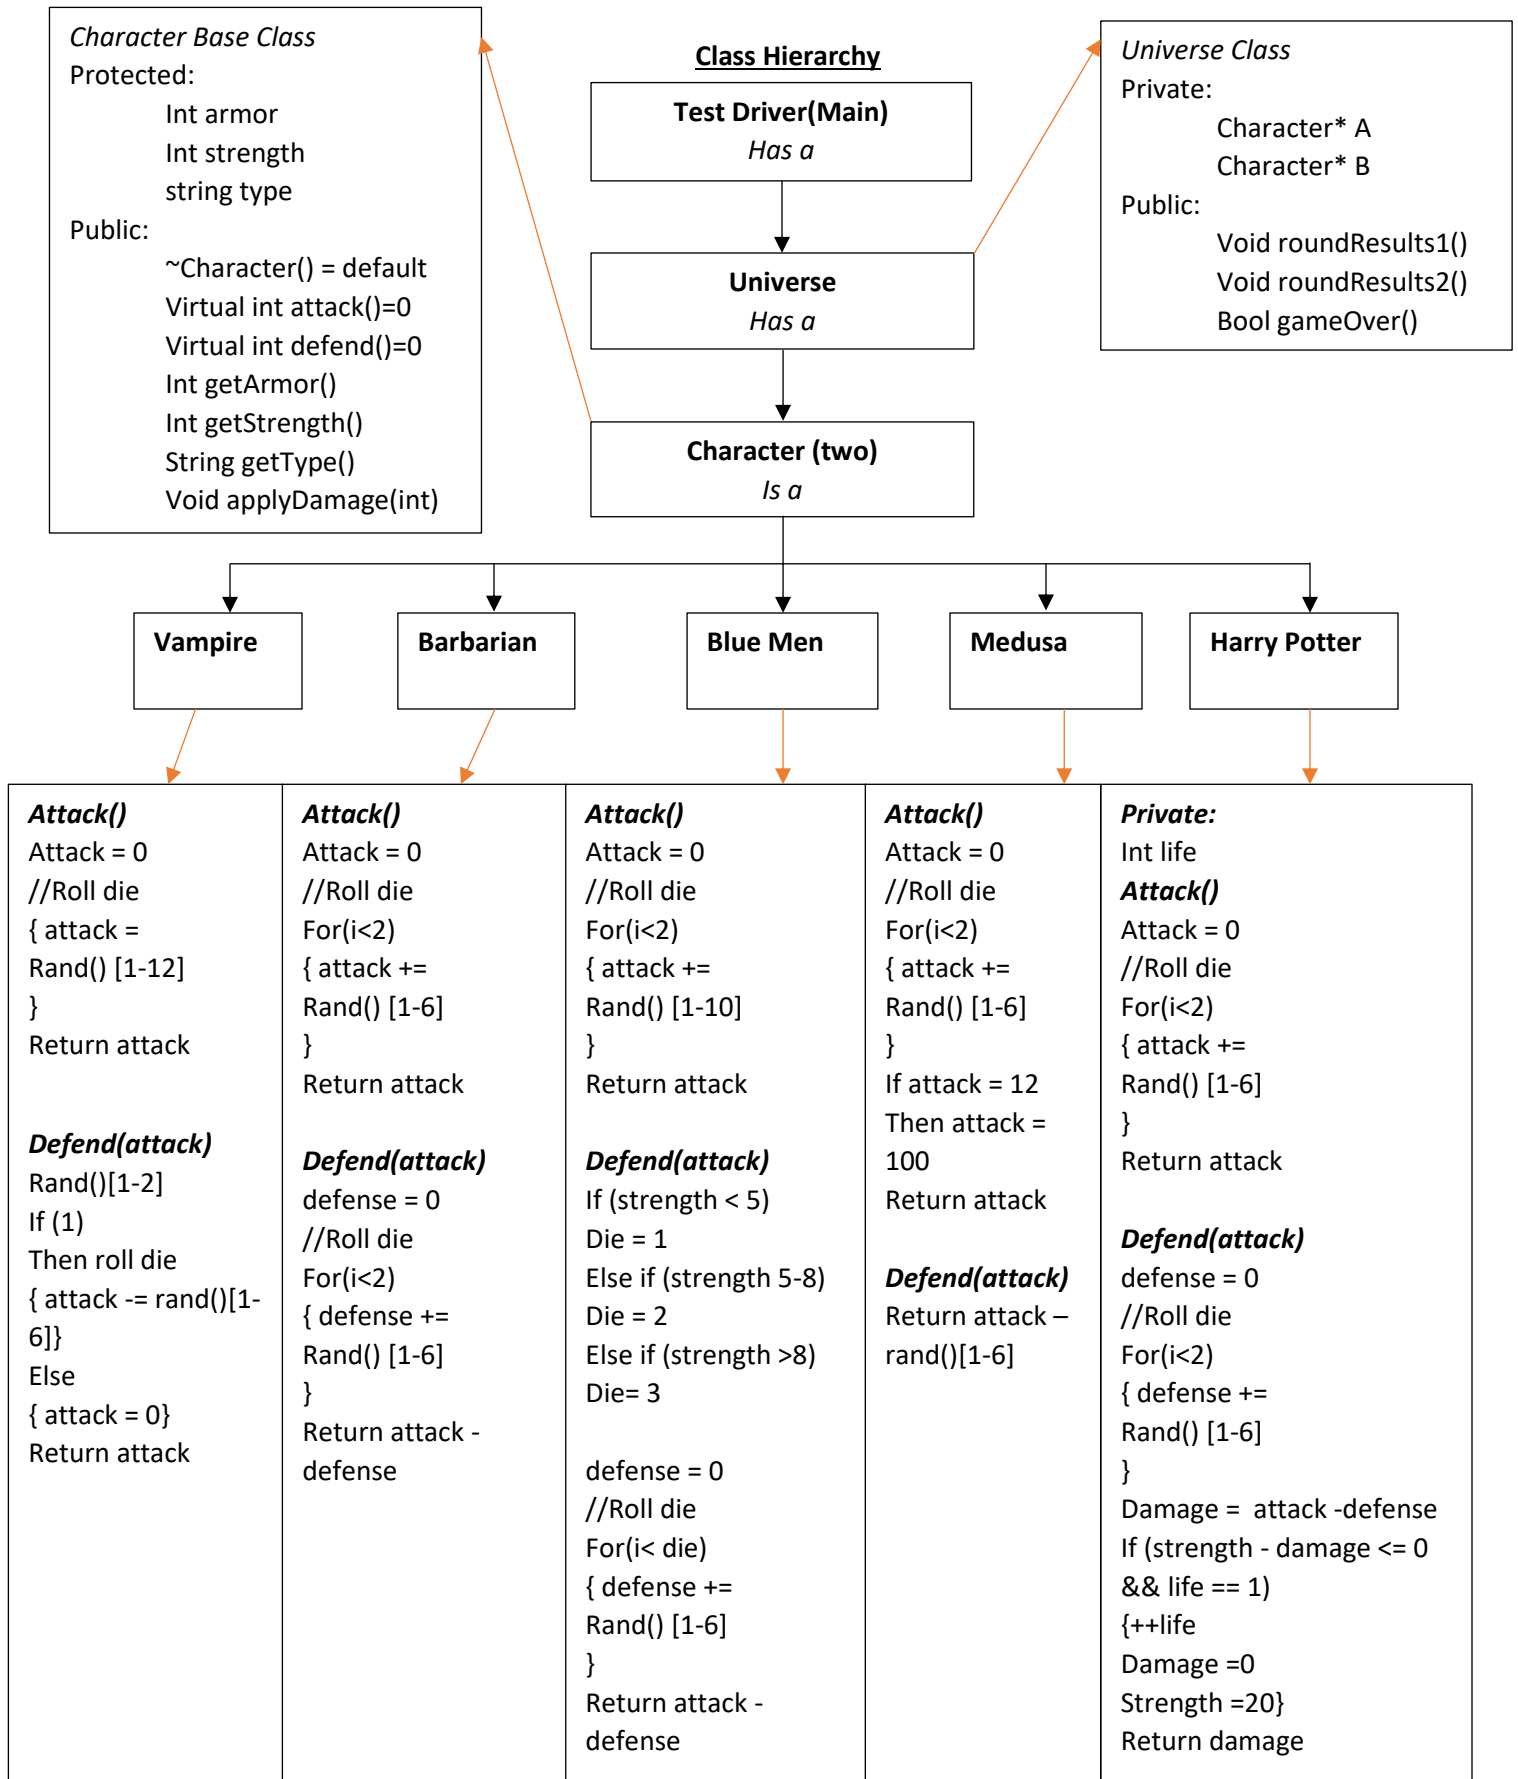 Character Base Class
Protected:
Int armor
Int strength
string type
Public:
~Character() = default
Virtual int attack()=0
Virtual int defend()=0
Int getArmor()
Int getStrength()
String getType()
Void applyDamage(int)
Class Hierarchy
Test Driver(Main)
Has a
Universe
Has a
Character (two)
Is a
Universe Class
Private:
Character* A
Character* B
Public:
Void roundResults1()
Void roundResults2()
Bool gameOver()
Vampire
Barbarian
Blue Men
Medusa
Harry Potter
Attack()
Attack = 0
//Roll die
{ attack =
Rand() [1-12]
}
Return attack
Defend(attack)
Rand()[1-2]
If (1)
Then roll die
{ attack -= rand()[1-
6]}
Else
{ attack = 0}
Return attack
Attack()
Attack = 0
//Roll die
For(i<2)
{ attack +=
Rand() [1-6]
}
Return attack
Defend(attack)
defense = 0
//Roll die
For(i<2)
{ defense +=
Rand() [1-6]
}
Return attack -
defense
Attack()
Attack = 0
//Roll die
For(i<2)
{ attack +=
Rand() [1-10]
}
Return attack
Defend(attack)
If (strength < 5)
Die = 1
Else if (strength 5-8)
Die = 2
Else if (strength >8)
Die= 3
defense = 0
//Roll die
For(i< die)
{ defense +=
Rand() [1-6]
}
Return attack -
defense
Attack()
Attack = 0
//Roll die
For(i<2)
{ attack +=
Rand() [1-6]
}
If attack = 12
Then attack =
100
Return attack
Defend(attack)
Return attack –
rand()[1-6]
Private:
Int life
Attack()
Attack = 0
//Roll die
For(i<2)
{ attack +=
Rand() [1-6]
}
Return attack
Defend(attack)
defense = 0
//Roll die
For(i<2)
{ defense +=
Rand() [1-6]
}
Damage =  attack -defense
If (strength - damage <= 0
&& life == 1)
{++life
Damage =0
Strength =20}
Return damage